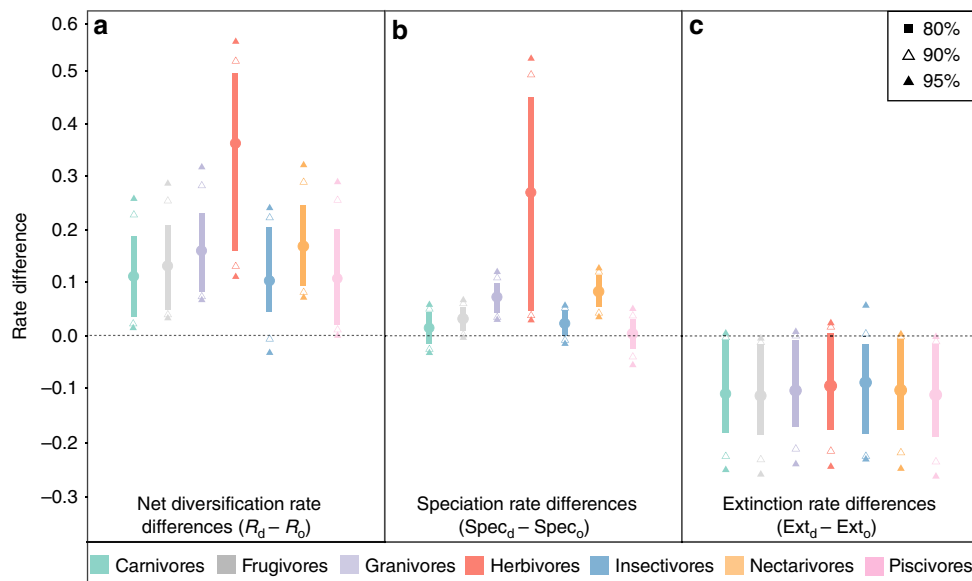 a
b
c
80%
90%
95%
0.6
0.5
0.4
0.3
0.2
0.1
0.0
−0.1
−0.2
−0.3
Rate difference
Net diversification rate
differences (Rd – Ro)
Speciation rate differences
(Specd – Speco)
Extinction rate differences
(Extd – Exto)
Carnivores Frugivores Granivores Herbivores Insectivores Nectarivores Piscivores